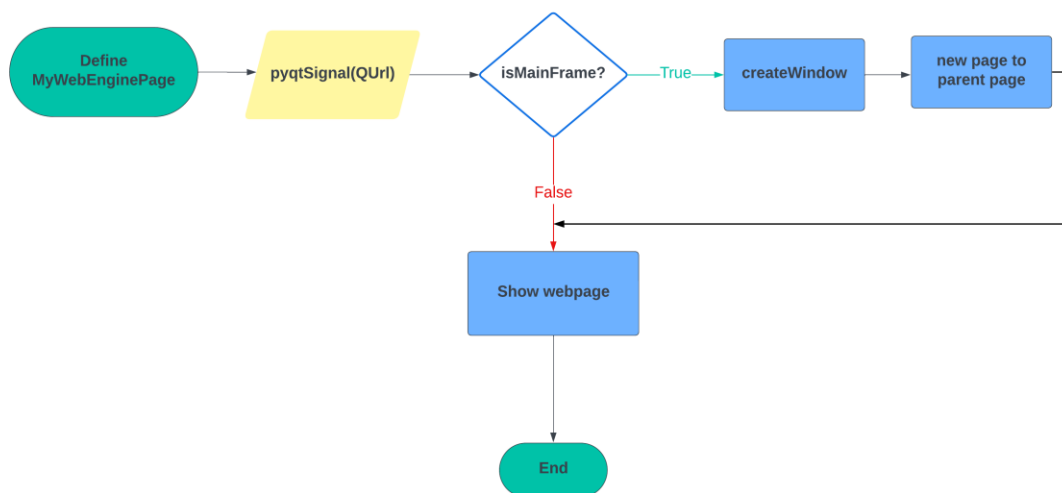 Define
MyWebEnginePage
pyqtSignal(QUrl)
isMainFrame?
True
createWindow
new page to
parent page
False
Show webpage
End